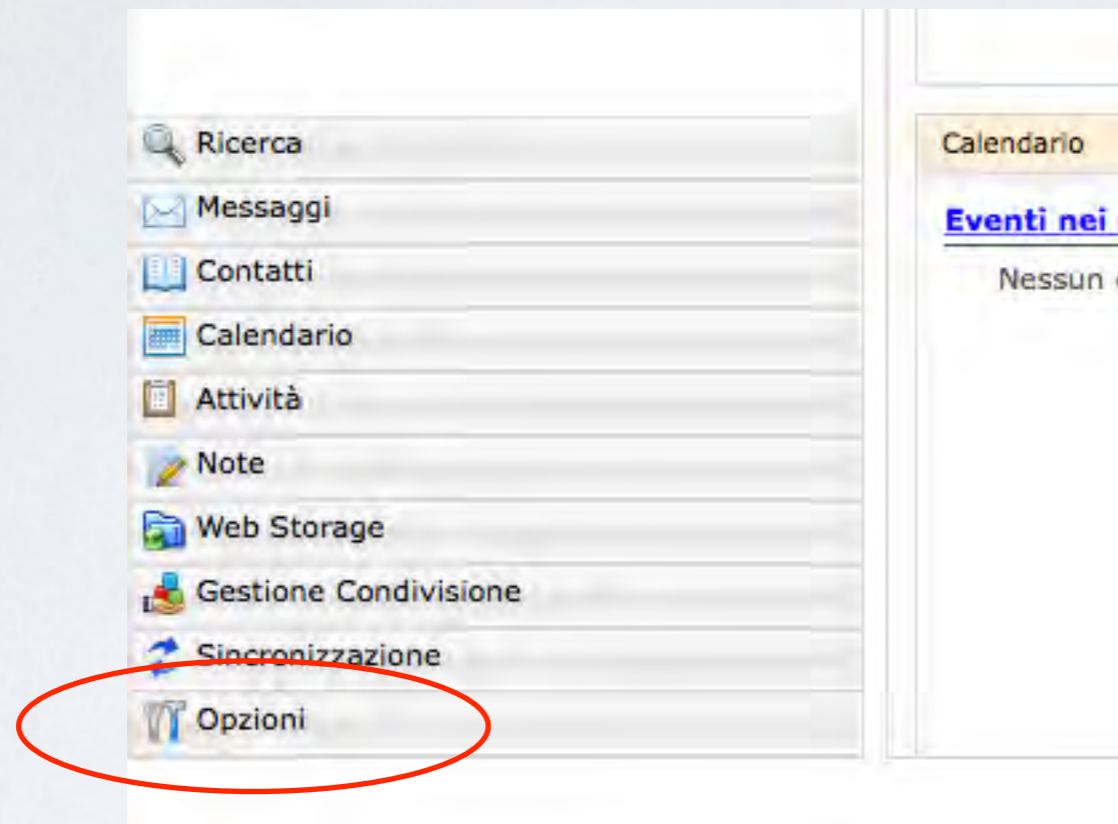 Ricerca
Messaggi
Contatti
Calendario
Attività
Note
Web Storage
Gestione Condivisione
Sincronizzazione
Opzioni
Calendario
Eventi nei
Nessun